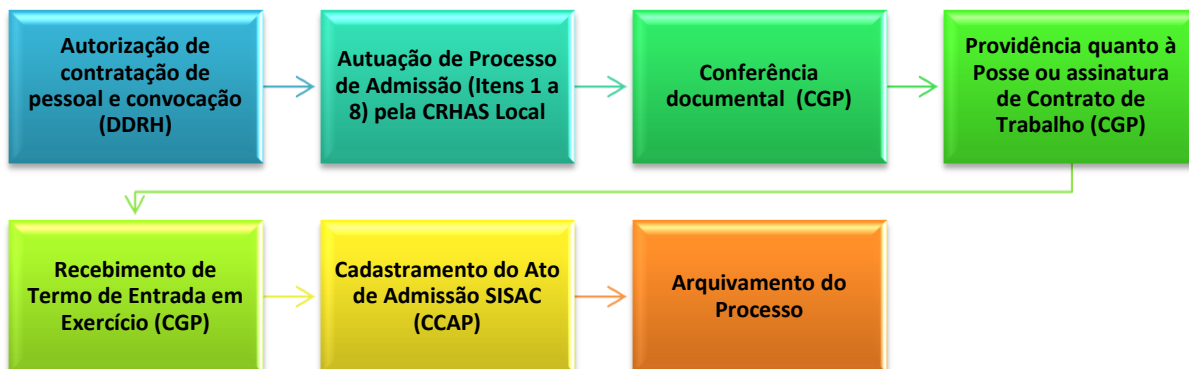 Autorização de
contratação de
pessoal e convocação
(DDRH)
Autuação de Processo
de Admissão (Itens 1 a
8) pela CRHAS Local
Conferência
documental (CGP)
Providência quanto à
Posse ou assinatura
de Contrato de
Trabalho (CGP)
Recebimento de
Termo de Entrada em
Exercício (CGP)
Cadastramento do Ato
de Admissão SISAC
(CCAP)
Arquivamento do
Processo